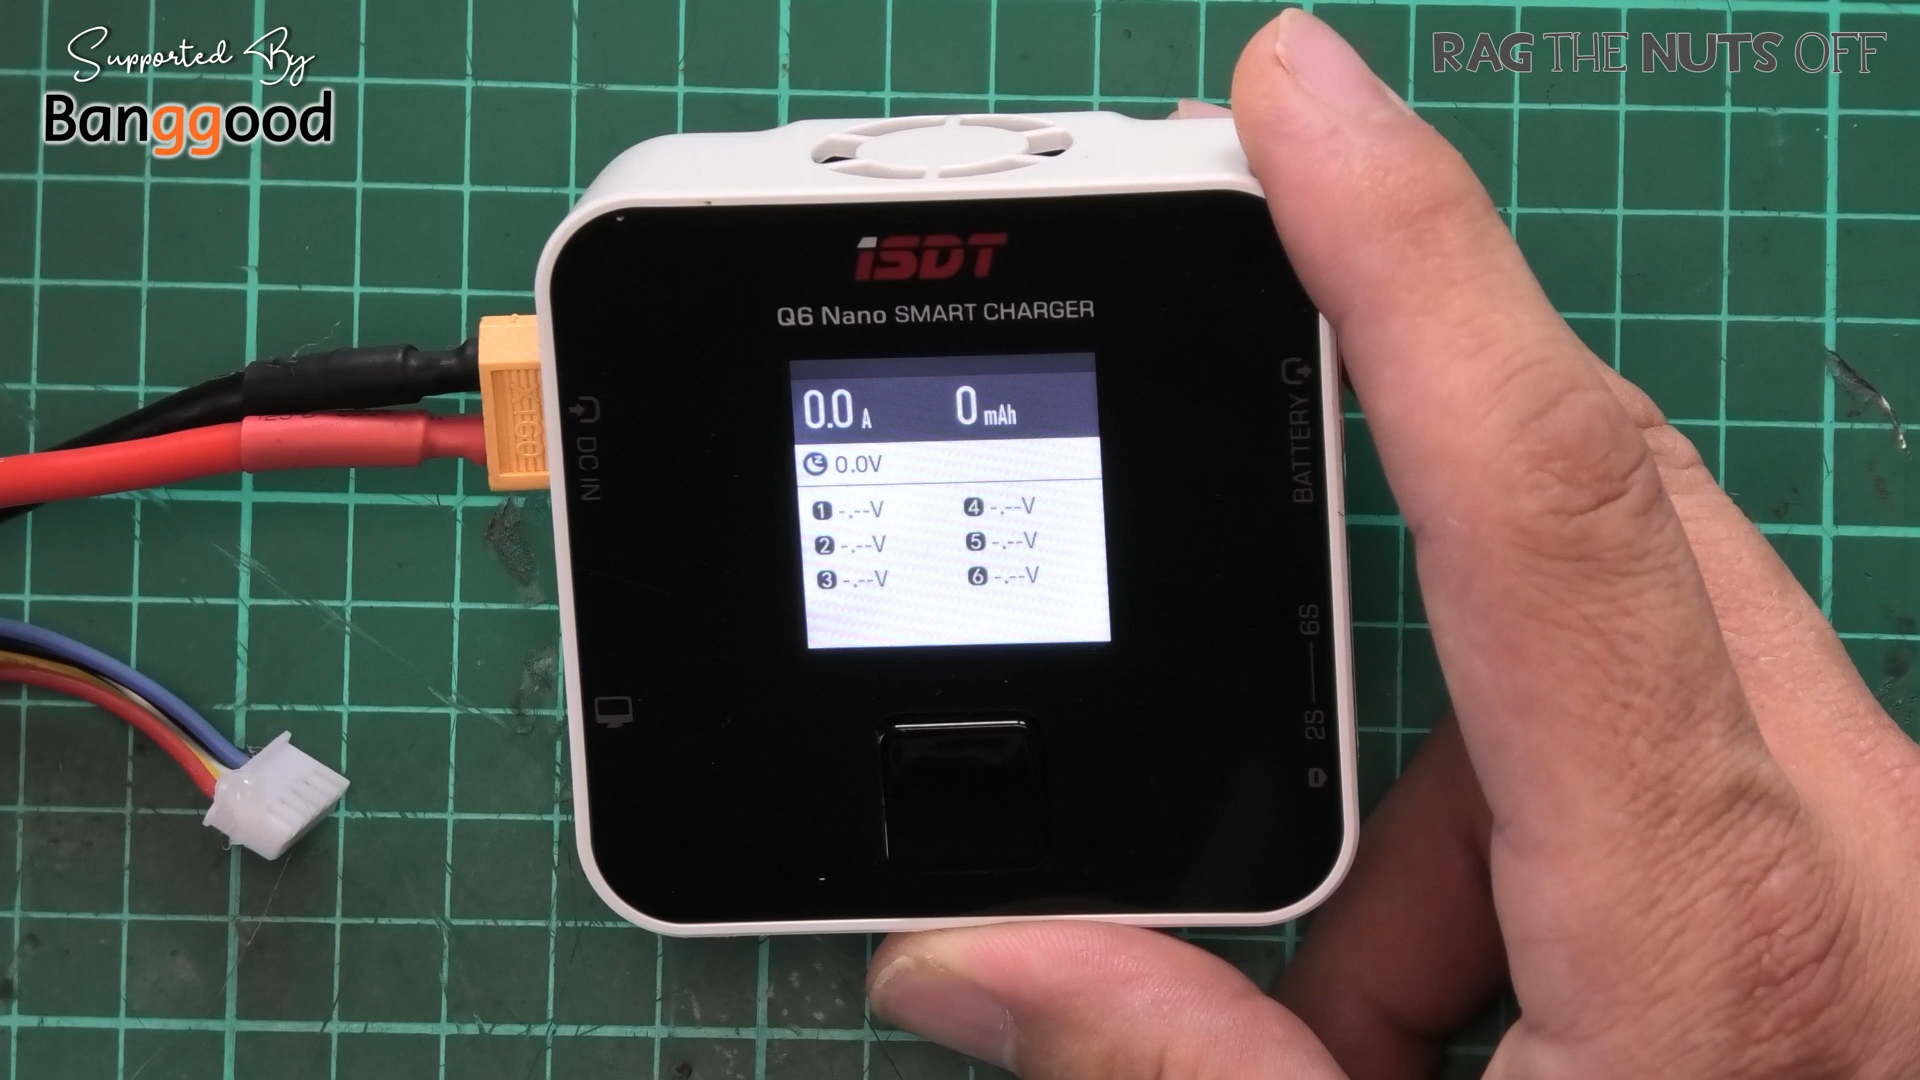 Supported By
Banggood
RAG THE NUTS OFF
iSDT
Q6 Nano SMART CHARGER
0.0 A 0 mAh
0.0V
1 -.--V 4 -.--V
2 -.--V 5 -.--V
3 -.--V 6 -.--V
DC IN
BATTERY
2S — 6S
XT60